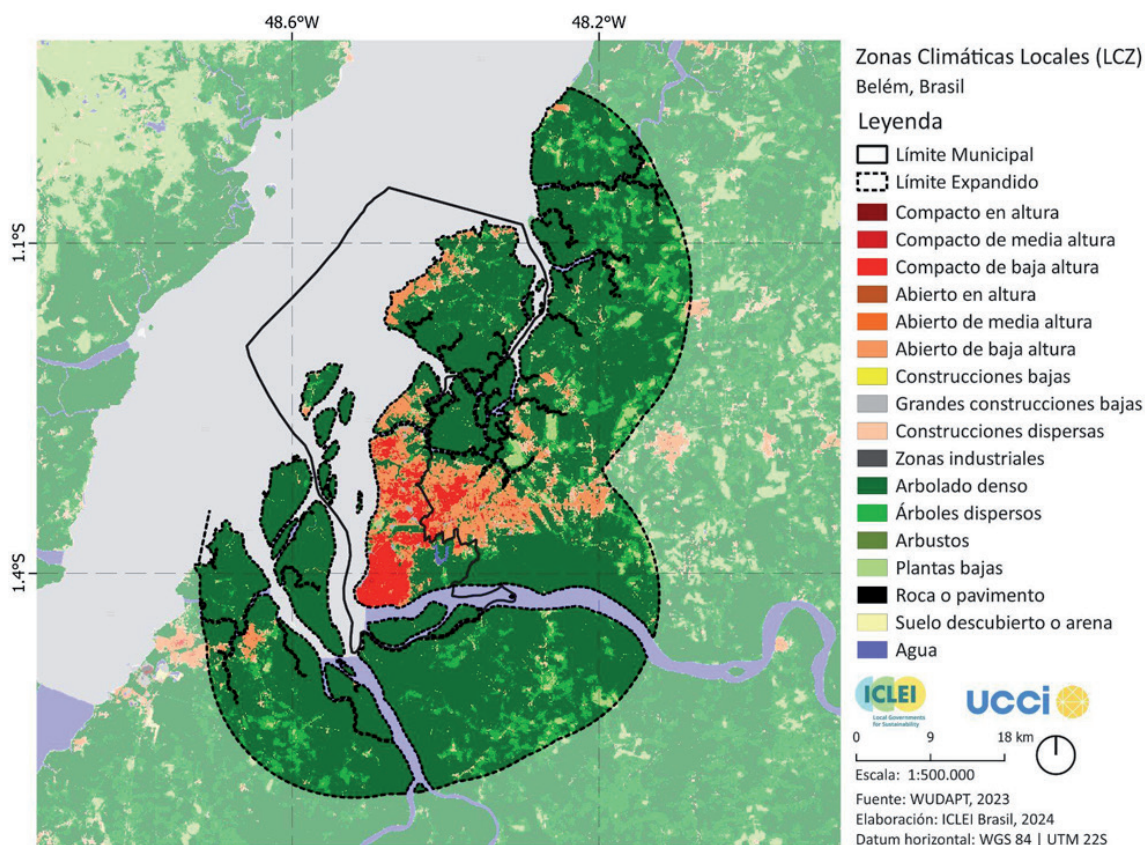 48.6°W
48.2°W
1.1°S
1.4°S
Zonas Climáticas Locales (LCZ)
Belém, Brasil
Leyenda
Límite Municipal
Límite Expandido
Compacto en altura
Compacto de media altura
Compacto de baja altura
Abierto en altura
Abierto de media altura
Abierto de baja altura
Construcciones bajas
Grandes construcciones bajas
Construcciones dispersas
Zonas industriales
Arbolado denso
Árboles dispersos
Arbustos
Plantas bajas
Roca o pavimento
Suelo descubierto o arena
Agua
ICLEI
Local Governments
for Sustainability
UCCI
0 9 18 km
Escala: 1:500.000
Fuente: WUDAPT, 2023
Elaboración: ICLEI Brasil, 2024
Datum horizontal: WGS 84 | UTM 22S